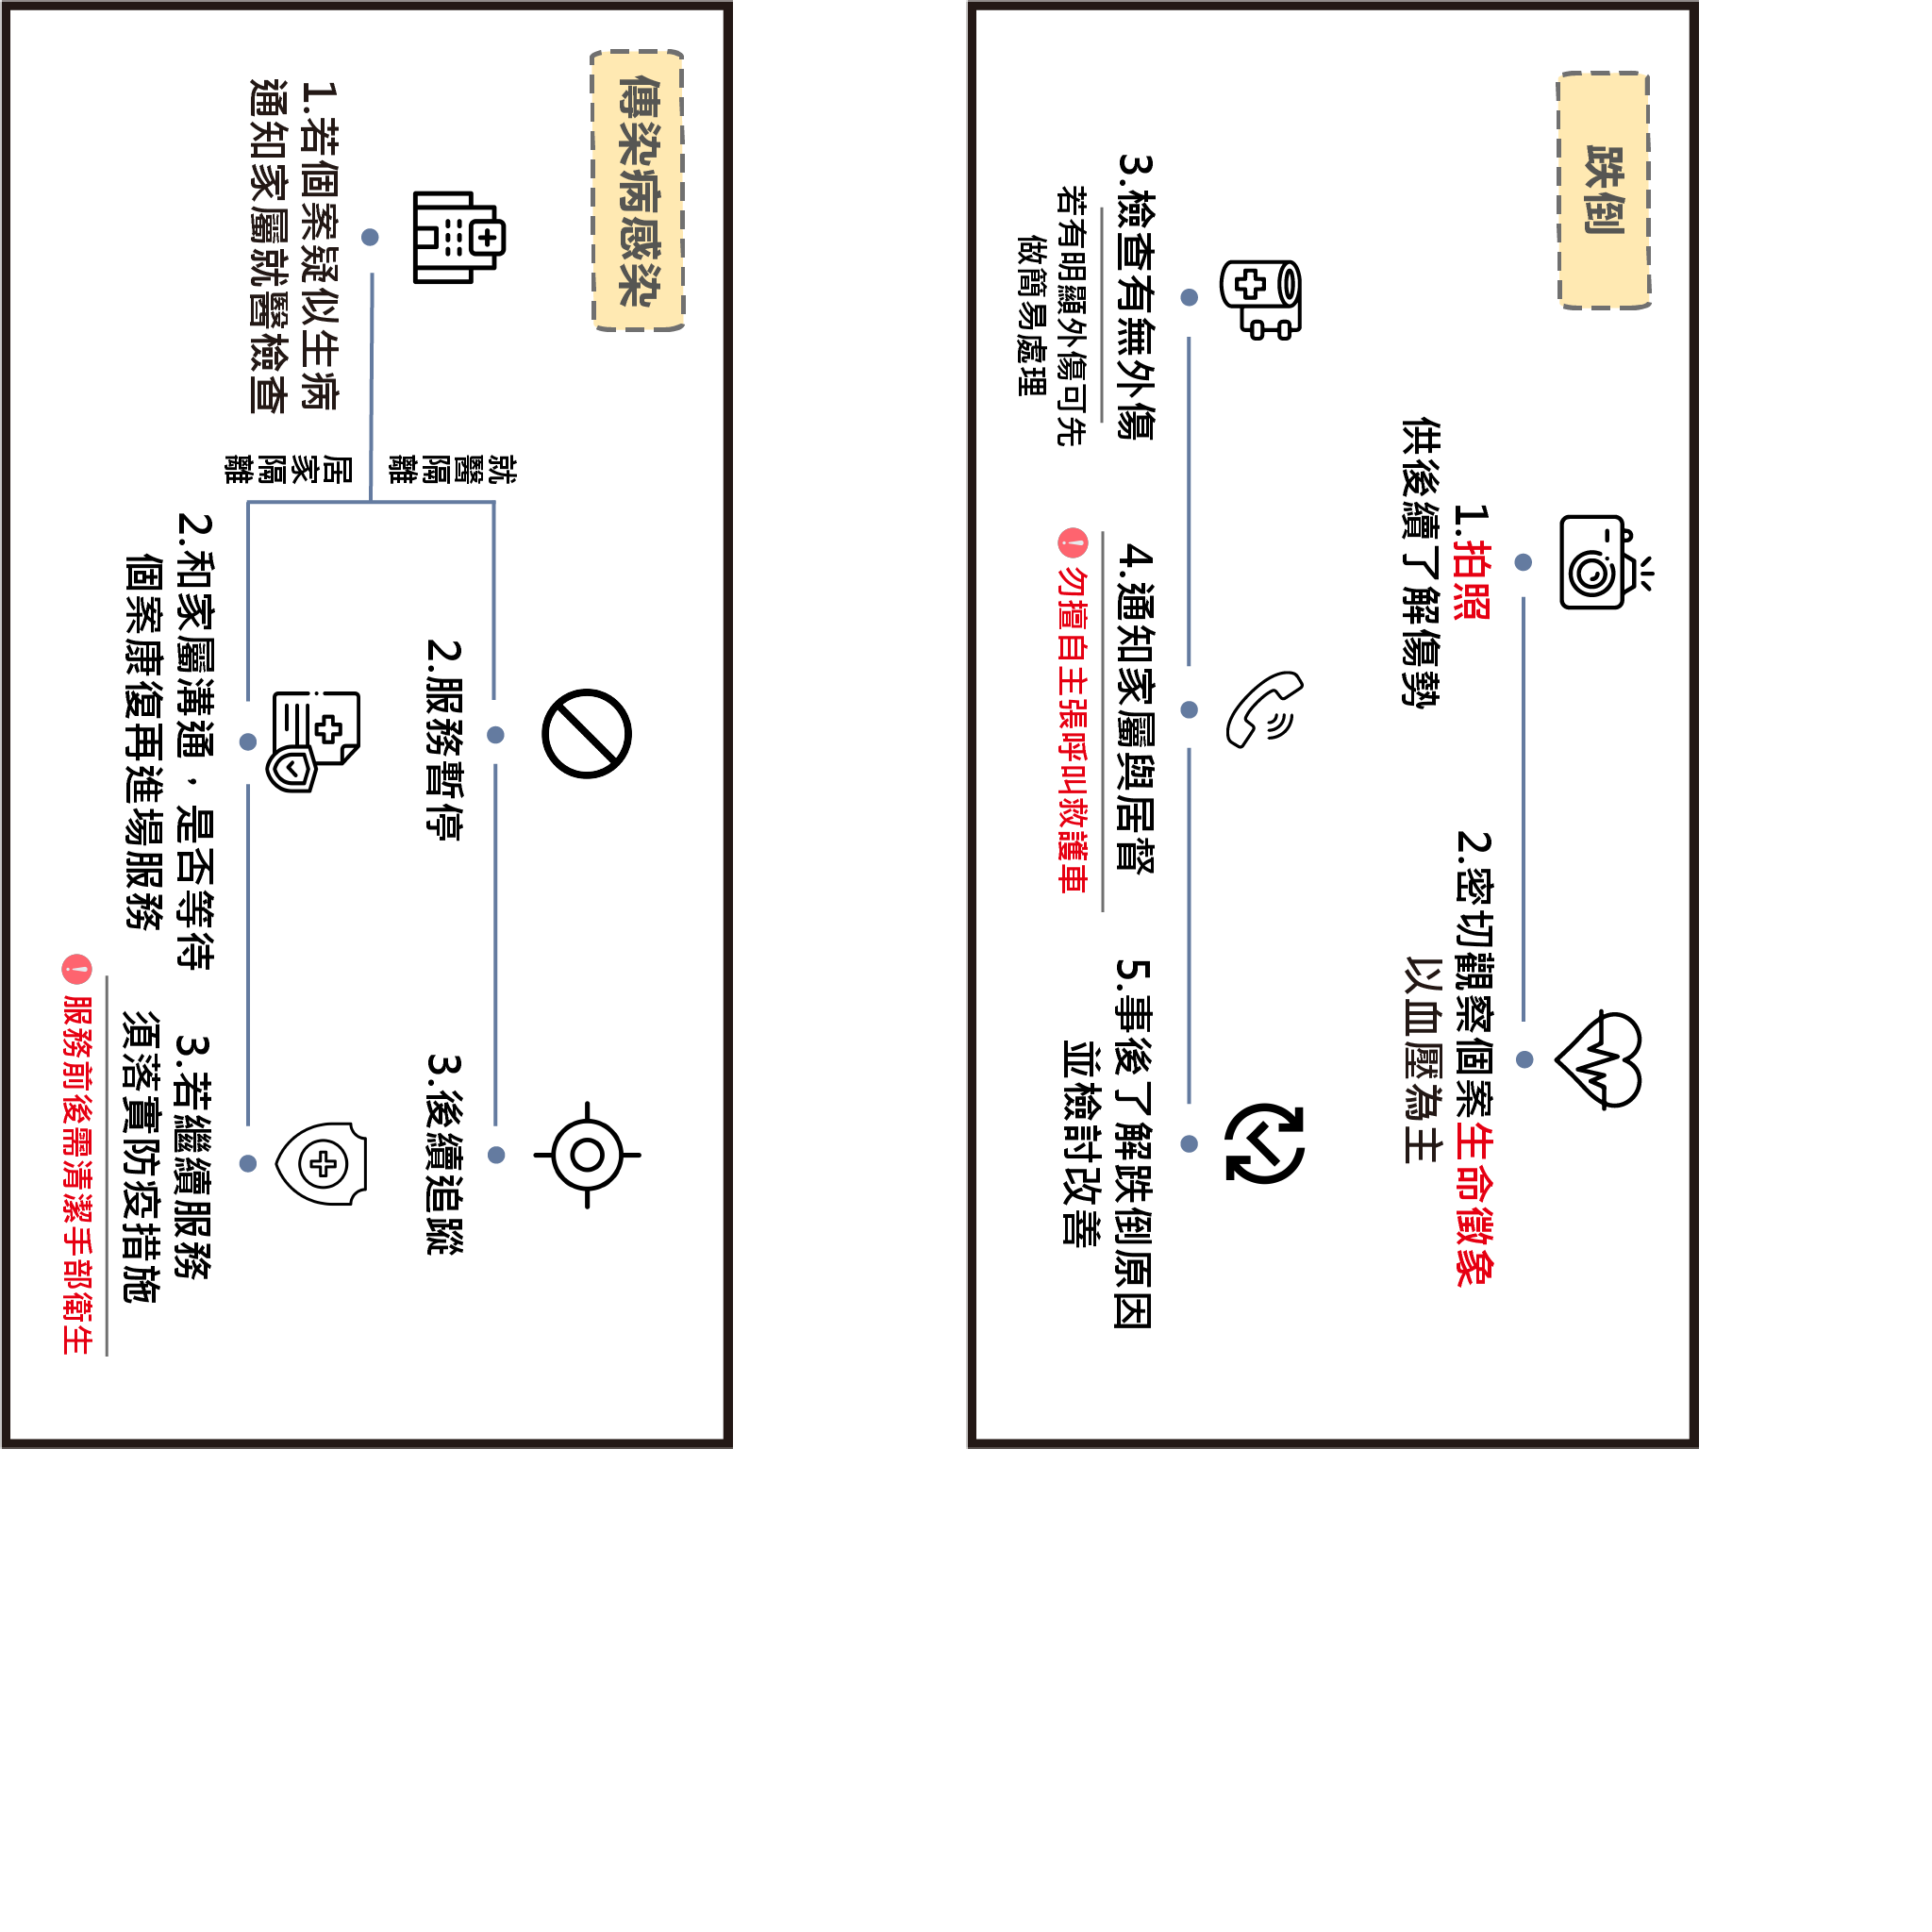 跌倒
1.拍照
供後續了解傷勢
2.密切觀察個案生命徵象
以血壓為主
3.檢查有無外傷
若有明顯外傷可先
做簡易處理
4.通知家屬與居督
勿擅自主張呼叫救護車
5.事後了解跌倒原因
並檢討改善
傳染病感染
1.若個案疑似生病
通知家屬就醫檢查
就醫隔離
2.服務暫停
3.後續追蹤
居家隔離
2.和家屬溝通，是否等待
個案康復再進場服務
3.若繼續服務
須落實防疫措施
服務前後需清潔手部衛生